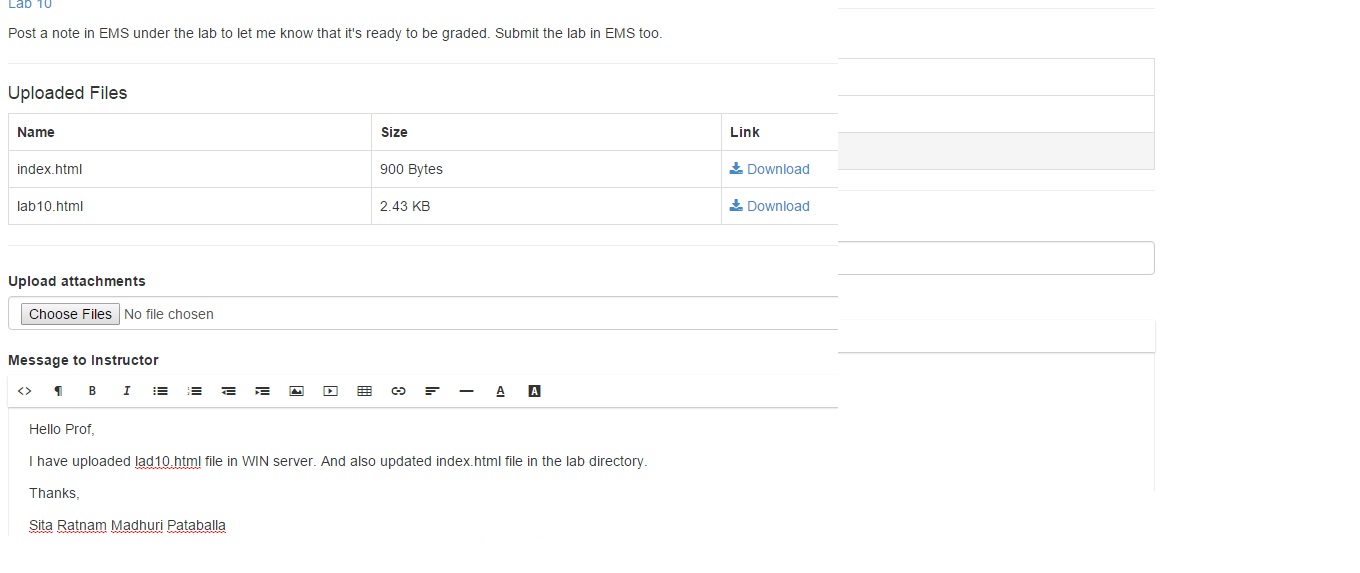 Lab 10
Post a note in EMS under the lab to let me know that it's ready to be graded. Submit the lab in EMS too.
Uploaded Files
Name Size Link
index.html 900 Bytes Download
lab10.html 2.43 KB Download
Upload attachments
Choose Files No file chosen
Message to Instructor
<> ¶ B I A A
Hello Prof,
I have uploaded lad10.html file in WIN server. And also updated index.html file in the lab directory.
Thanks,
Sita Ratnam Madhuri Pataballa